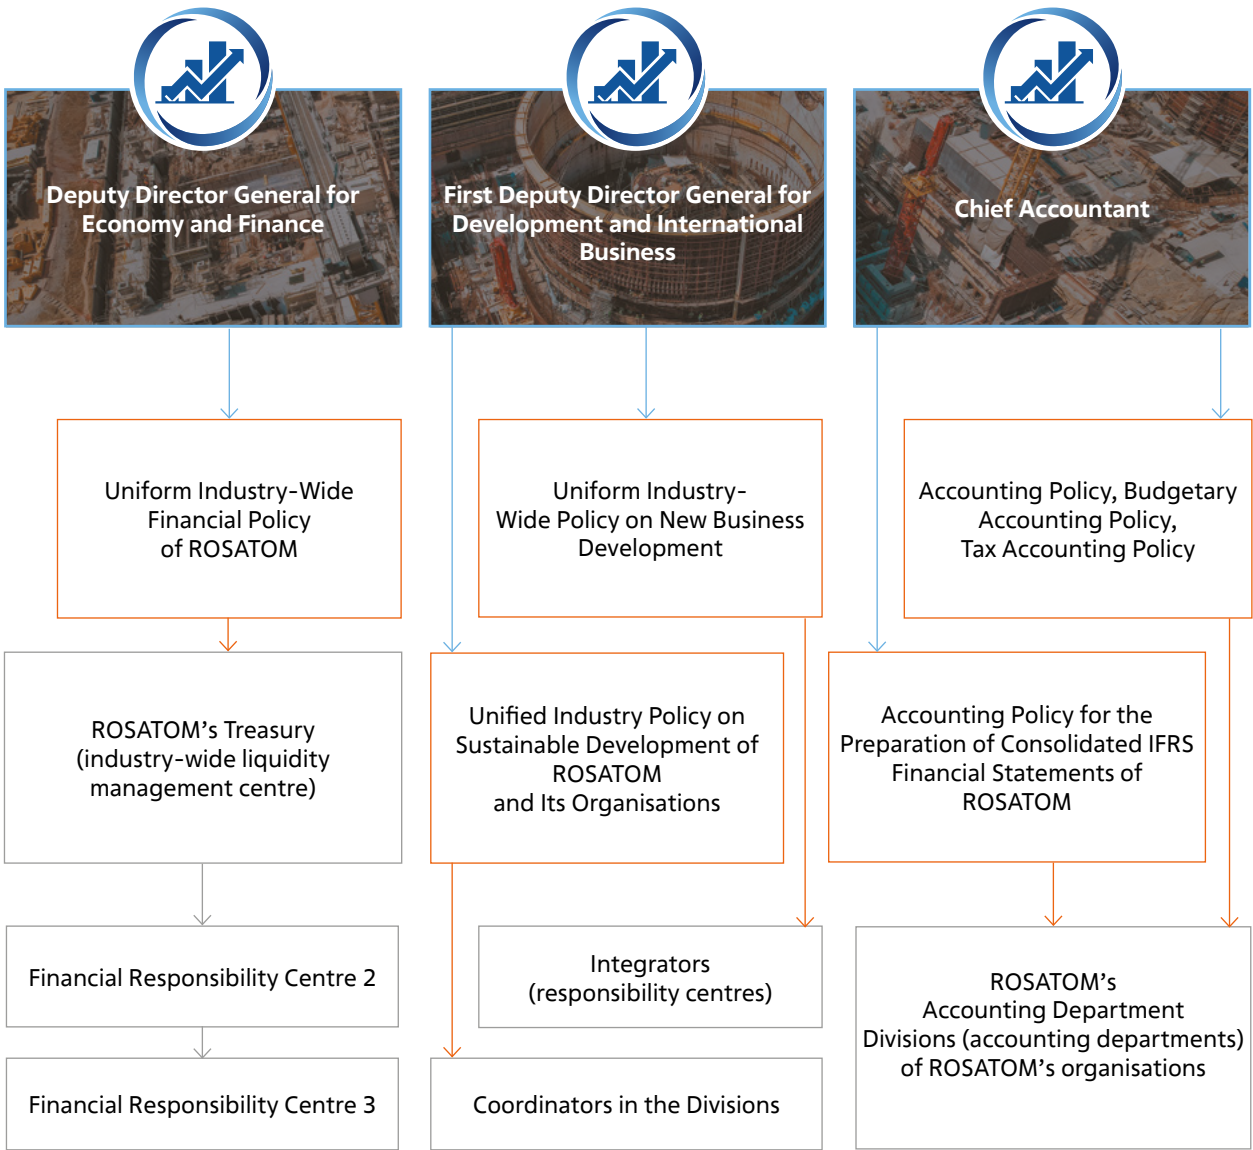 Deputy Director General for
Economy and Finance
First Deputy Director General for
Development and International
Business
Chief Accountant
Uniform Industry-Wide
Financial Policy
of ROSATOM
Uniform Industry-
Wide Policy on New Business
Development
Accounting Policy, Budgetary
Accounting Policy,
Tax Accounting Policy
ROSATOM’s Treasury
(industry-wide liquidity
management centre)
Unified Industry Policy on
Sustainable Development of
ROSATOM
and Its Organisations
Accounting Policy for the
Preparation of Consolidated IFRS
Financial Statements of
ROSATOM
Financial Responsibility Centre 2
Integrators
(responsibility centres)
ROSATOM’s
Accounting Department
Divisions (accounting departments)
of ROSATOM’s organisations
Financial Responsibility Centre 3
Coordinators in the Divisions